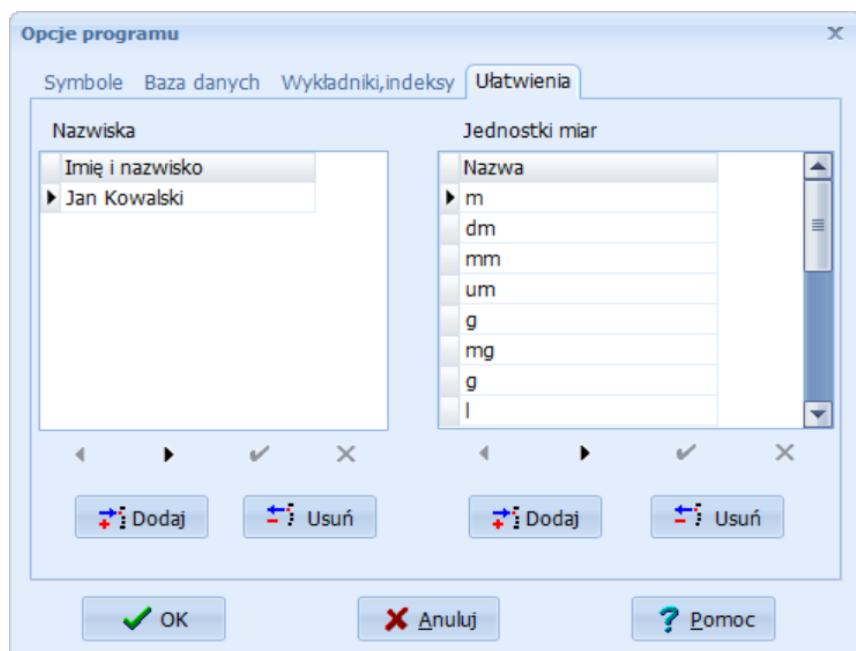 Opcje programu
Symbole Baza danych Wykładniki,indeksy Ułatwienia
Nazwiska
Imię i nazwisko
Jan Kowalski
Dodaj Usuń
Jednostki miar
Nazwa
m
dm
mm
um
g
mg
g
l
Dodaj Usuń
OK Anuluj Pomoc